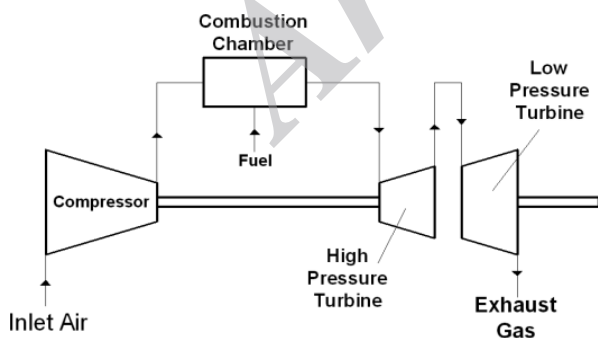 Combustion
Chamber
Fuel
Compressor
Inlet Air
High
Pressure
Turbine
Low
Pressure
Turbine
Exhaust
Gas